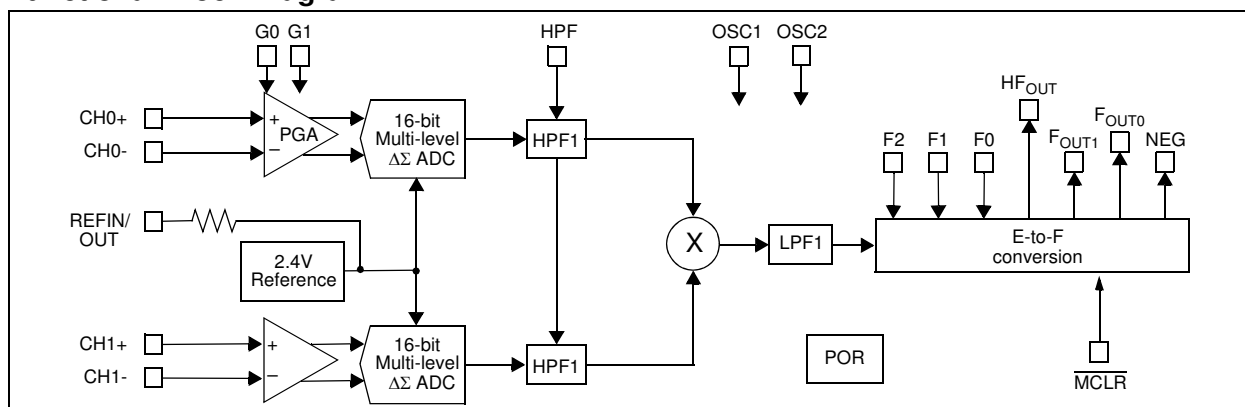 G0 G1
HPF
OSC1 OSC2
HFOUT
FOUT0
CH0+
CH0-
+
–
PGA
16-bit
Multi-level
ΔΣ ADC
HPF1
F2 F1 F0
FOUT1
NEG
REFIN/
OUT
2.4V
Reference
X
LPF1
E-to-F
conversion
CH1+
CH1-
+
–
16-bit
Multi-level
ΔΣ ADC
HPF1
POR
MCLR